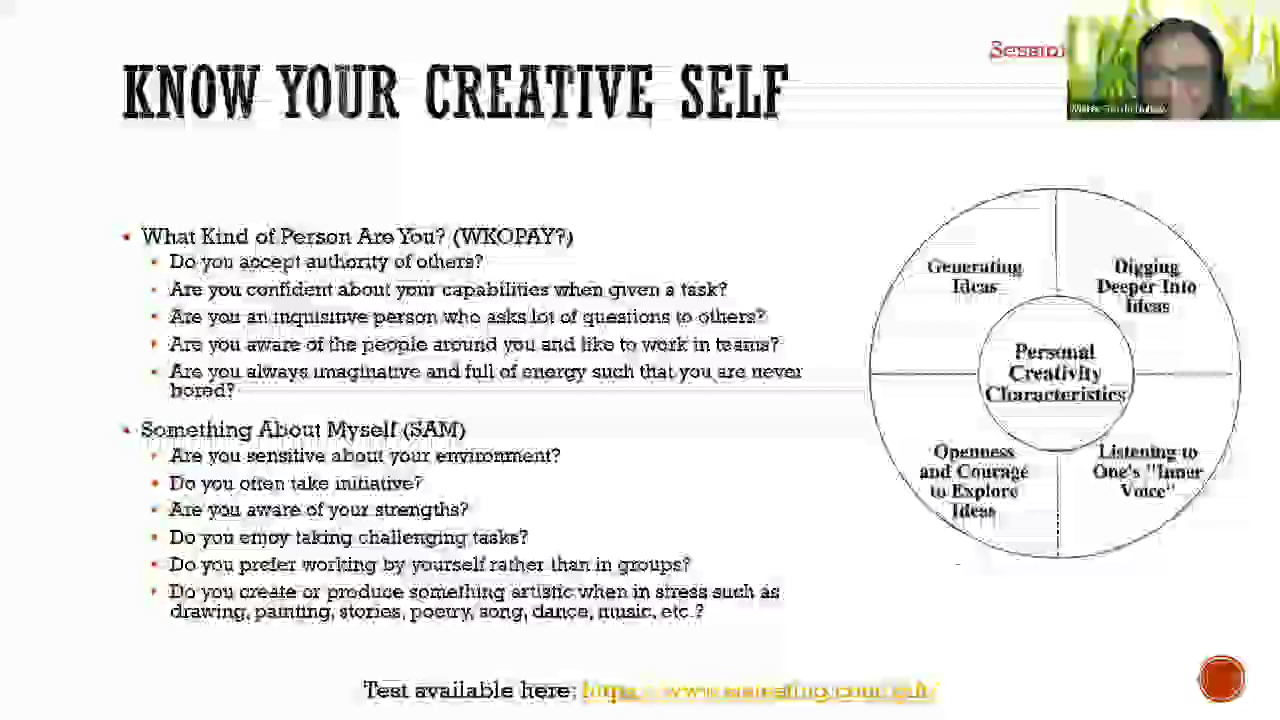 KNOW YOUR CREATIVE SELF
What Kind of Person Are You? (WKOPAY?)
Do you accept authority of others?
Are you confident about your capabilities when given a task?
Are you an inquisitive person who asks lot of questions to others?
Are you aware of the people around you and like to work in teams?
Are you always imaginative and full of energy such that you are never
bored?
Something About Myself (SAM)
Are you sensitive about your environment?
Do you often take initiative?
Are you aware of your strengths?
Do you enjoy taking challenging tasks?
Do you prefer working by yourself rather than in groups?
Do you create or produce something artistic when in stress such as
drawing, painting, stories, poetry, song, dance, music, etc.?
Generating
Ideas
Digging
Deeper Into
Ideas
Personal
Creativity
Characteristics
Openness
and Courage
to Explore
Ideas
Listening to
One's "Inner
Voice"
Test available here: